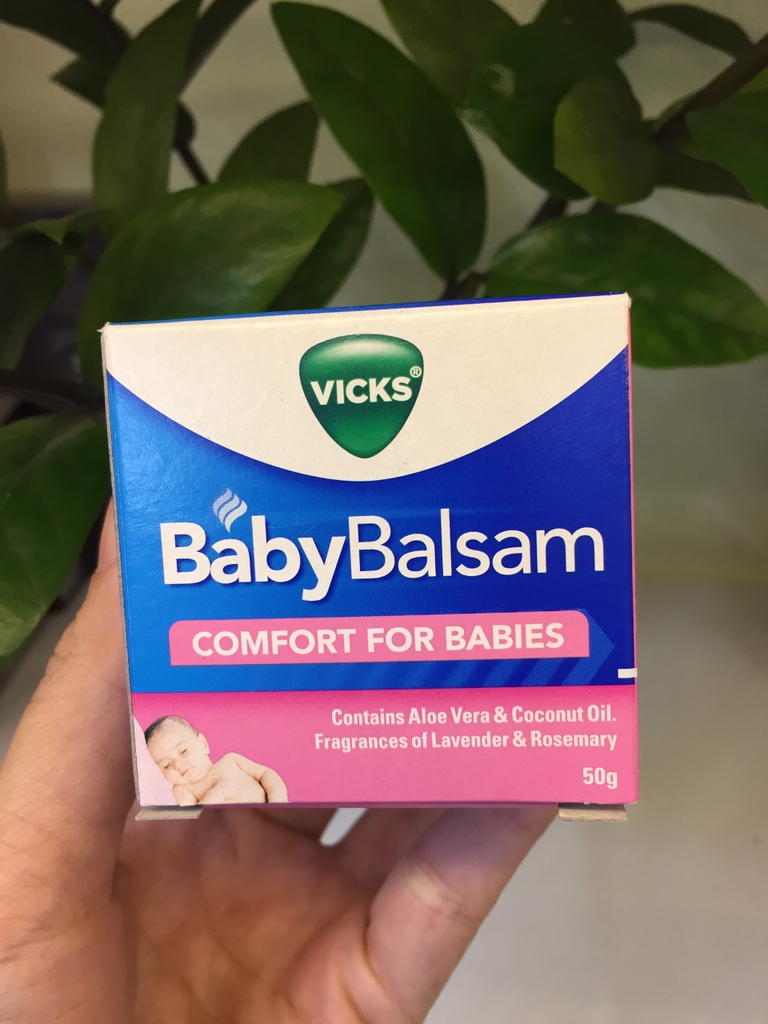 VICKS®
BabyBalsam
COMFORT FOR BABIES
Contains Aloe Vera & Coconut Oil.
Fragrances of Lavender & Rosemary
50g